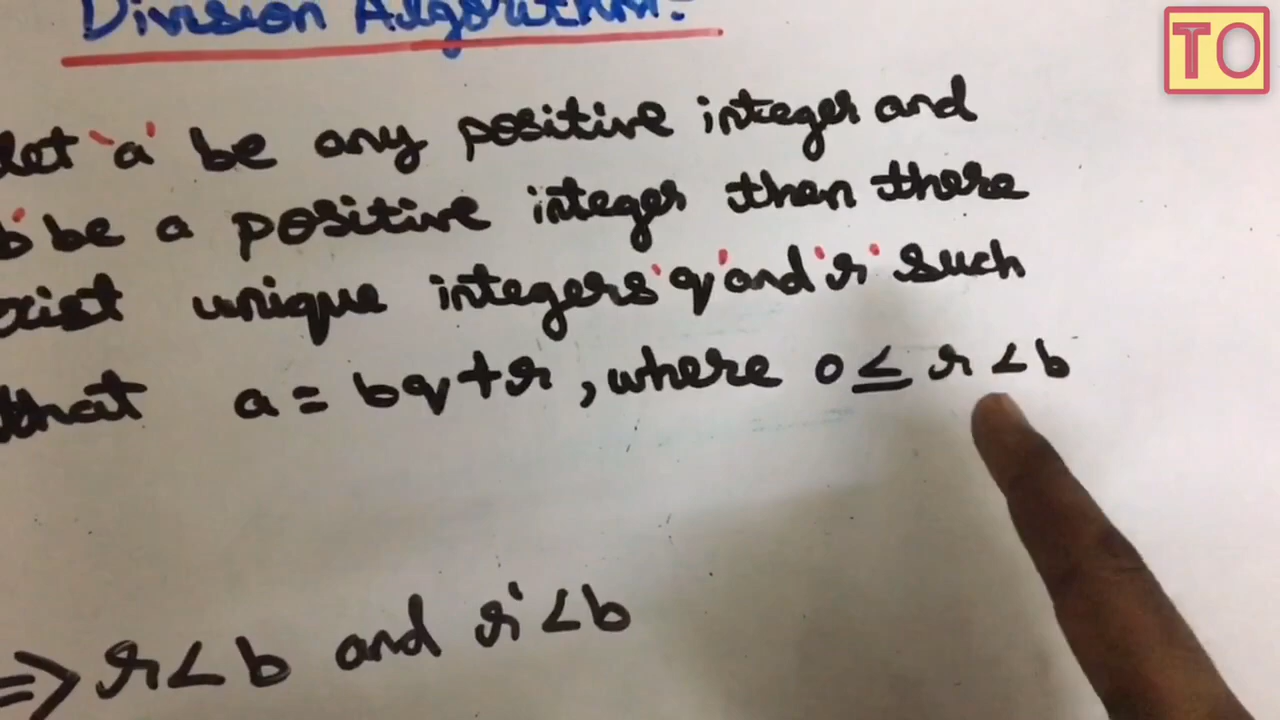 Division Algorithm:
TO
let 'a' be any positive integer and
b' be a positive integer then there
exist unique integers 'q' and 'r' such
that a = bq + r, where 0 ≤ r < b
⇒ r < b and r' < b